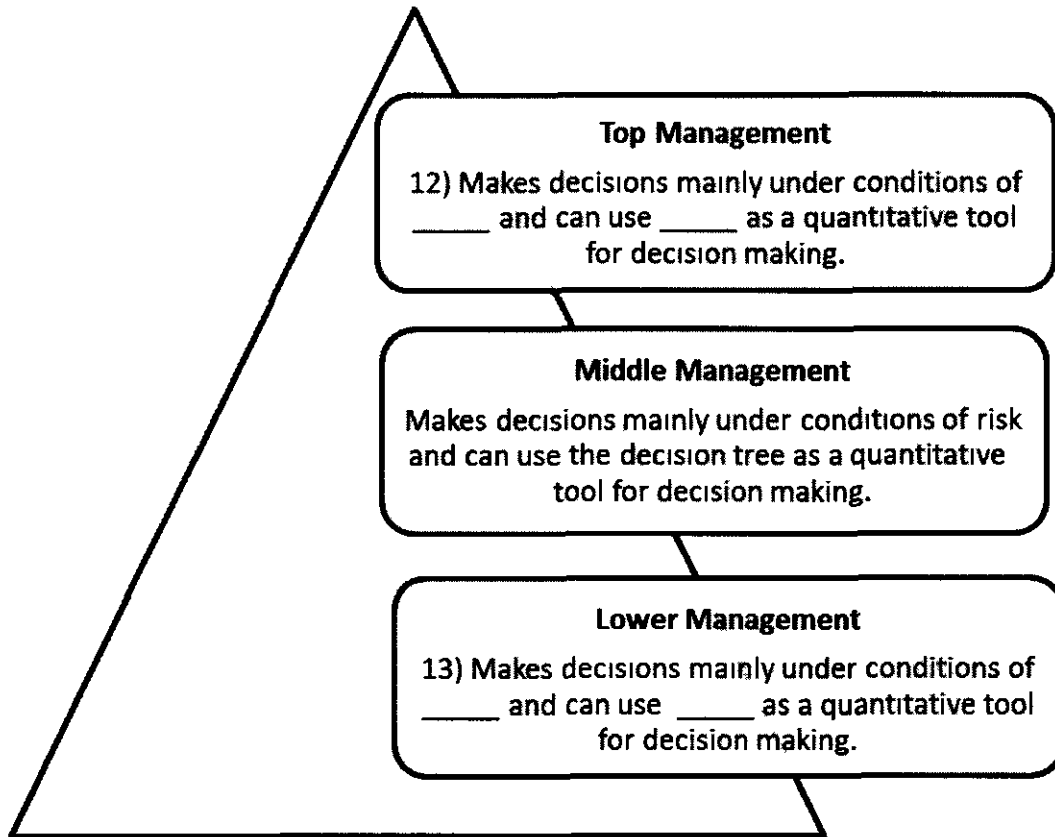 Top Management
12) Makes decisions mainly under conditions of
_____ and can use _____ as a quantitative tool
for decision making.
Middle Management
Makes decisions mainly under conditions of risk
and can use the decision tree as a quantitative
tool for decision making.
Lower Management
13) Makes decisions mainly under conditions of
_____ and can use _____ as a quantitative tool
for decision making.